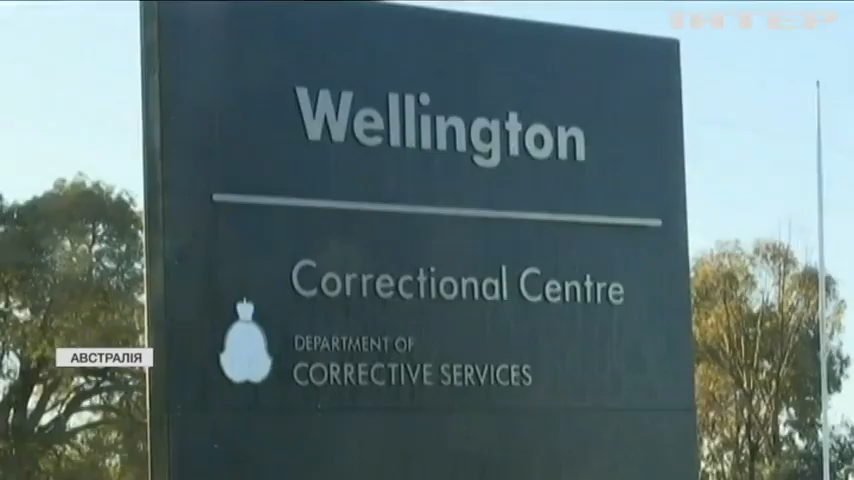 ІНТЕР
Wellington
Correctional Centre
DEPARTMENT OF
CORRECTIVE SERVICES
АВСТРАЛІЯ